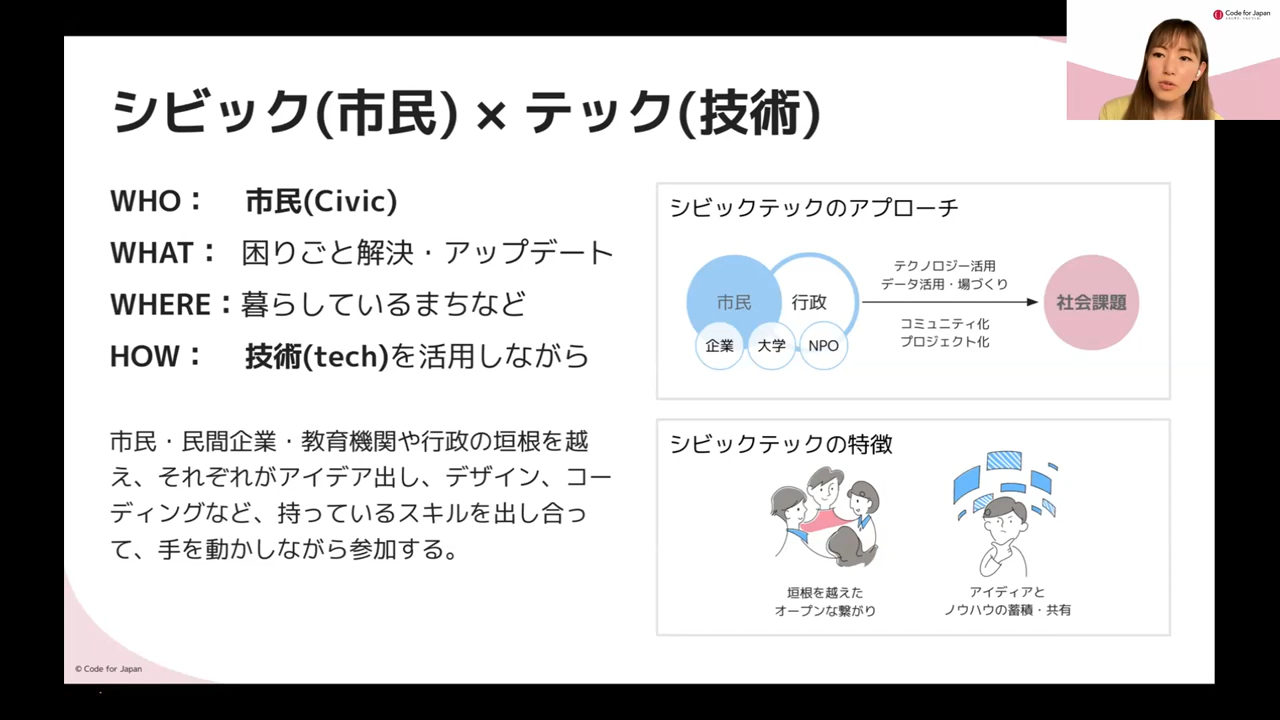 Code for Japan
シビック(市民) × テック(技術)
WHO： 市民(Civic)
WHAT： 困りごと解決・アップデート
WHERE：暮らしているまちなど
HOW： 技術(tech)を活用しながら
市民・民間企業・教育機関や行政の垣根を越
え、それぞれがアイデア出し、デザイン、コー
ディングなど、持っているスキルを出し合っ
て、手を動かしながら参加する。
シビックテックのアプローチ
市民
行政
企業
大学
NPO
テクノロジー活用
データ活用・場づくり
コミュニティ化
プロジェクト化
社会課題
シビックテックの特徴
垣根を越えた
オープンな繋がり
アイディアと
ノウハウの蓄積・共有
© Code for Japan